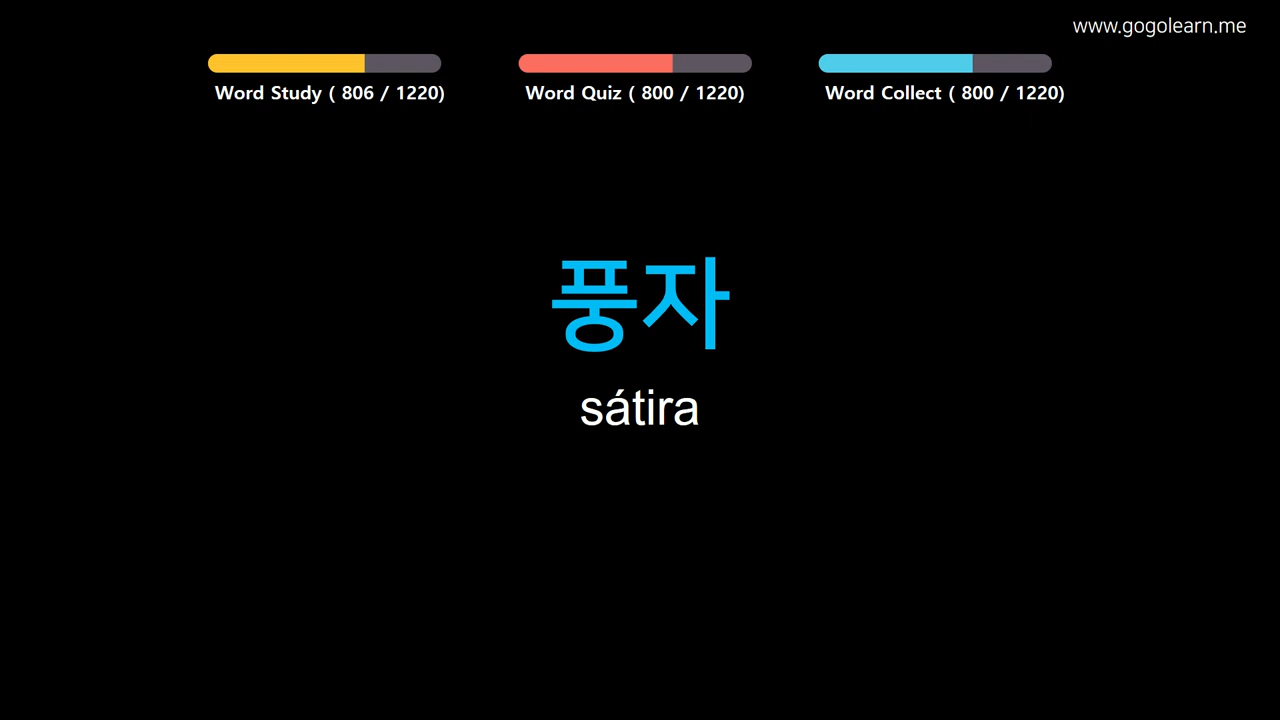 www.gogolearn.me
Word Study ( 806 / 1220)
Word Quiz ( 800 / 1220)
Word Collect ( 800 / 1220)
풍자
sátira